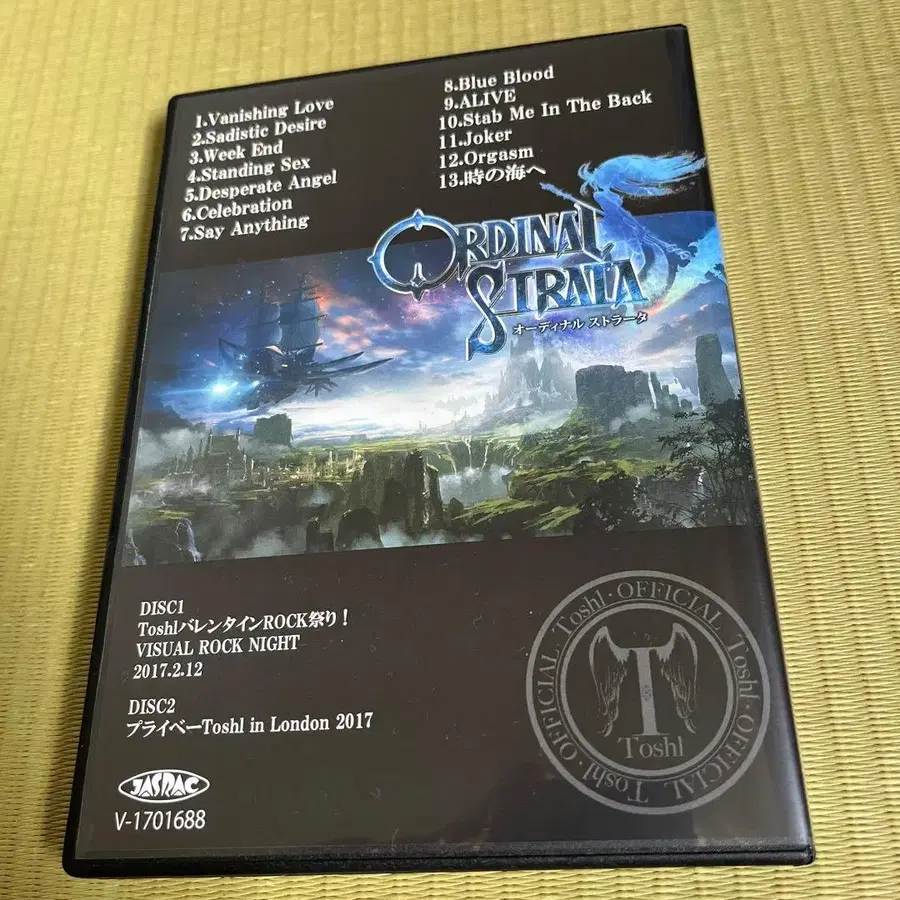 1.Vanishing Love
2.Sadistic Desire
3.Week End
4.Standing Sex
5.Desperate Angel
6.Celebration
7.Say Anything
8.Blue Blood
9.ALIVE
10.Stab Me In The Back
11.Joker
12.Orgasm
13.時の海へ
ORDINAL
STRATA
オーディナル ストラータ
DISC1
ToshlバレンタインROCK祭り！
VISUAL ROCK NIGHT
2017.2.12
DISC2
プライベーToshl in London 2017
JASRAC
V-1701688
Toshl・OFFICIAL・Toshl・OFFICIAL・Toshl・OFFICIAL・
T
Toshl